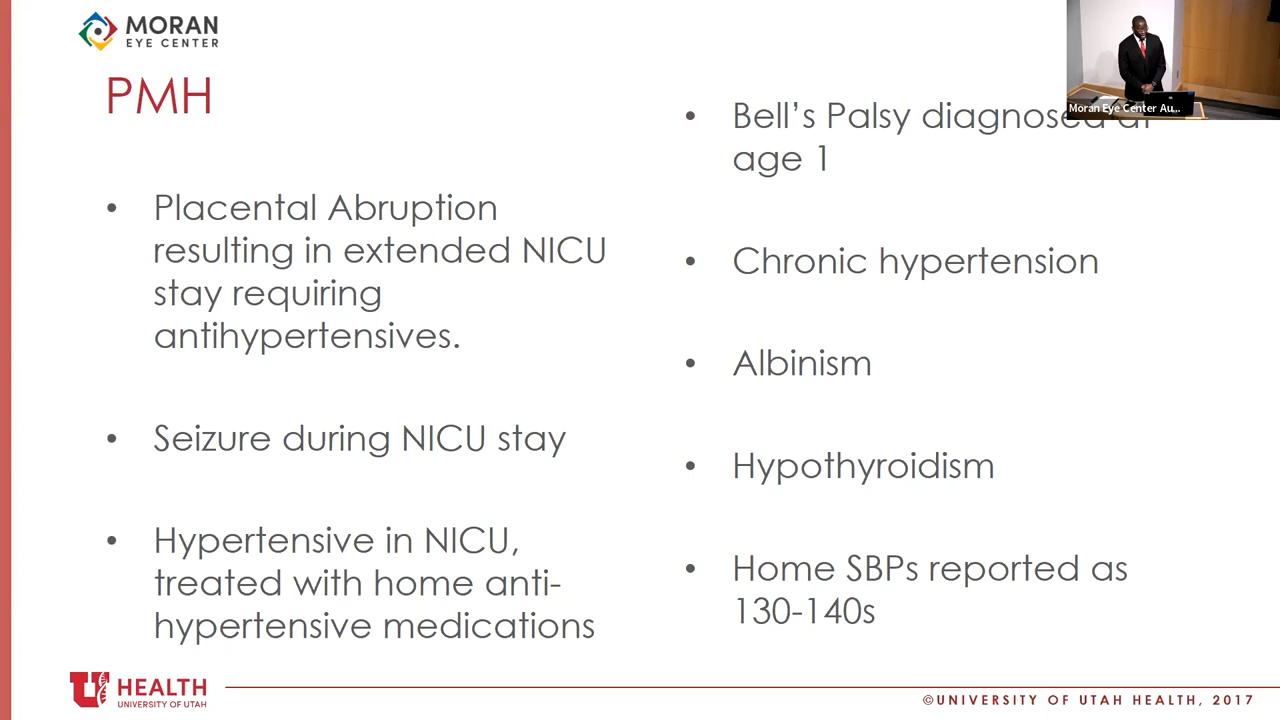 MORAN
EYE CENTER
PMH
Placental Abruption
resulting in extended NICU
stay requiring
antihypertensives.
Seizure during NICU stay
Hypertensive in NICU,
treated with home anti-
hypertensive medications
Bell's Palsy diagnosed at
age 1
Chronic hypertension
Albinism
Hypothyroidism
Home SBPs reported as
130-140s
Moran Eye Center Au...
U HEALTH
UNIVERSITY OF UTAH
©UNIVERSITY OF UTAH HEALTH, 2017